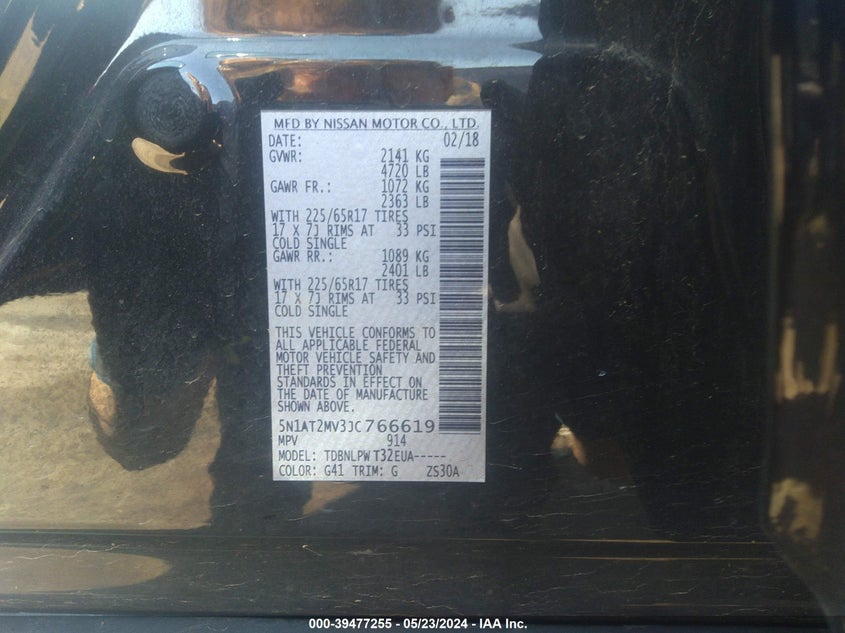 MFD BY NISSAN MOTOR CO., LTD.
DATE: 02/18
GVWR: 2141 KG
4720 LB
GAWR FR.: 1072 KG
2363 LB
WITH 225/65R17 TIRES
17 X 7J RIMS AT 33 PSI
COLD SINGLE
GAWR RR.: 1089 KG
2401 LB
WITH 225/65R17 TIRES
17 X 7J RIMS AT 33 PSI
COLD SINGLE
THIS VEHICLE CONFORMS TO
ALL APPLICABLE FEDERAL
MOTOR VEHICLE SAFETY AND
THEFT PREVENTION
STANDARDS IN EFFECT ON
THE DATE OF MANUFACTURE
SHOWN ABOVE.
5N1AT2MV3JC766619
MPV 914
MODEL: TDBNLPW T32EUA-----
COLOR: G41 TRIM: G ZS30A
000-39477255 - 05/23/2024 - IAA Inc.